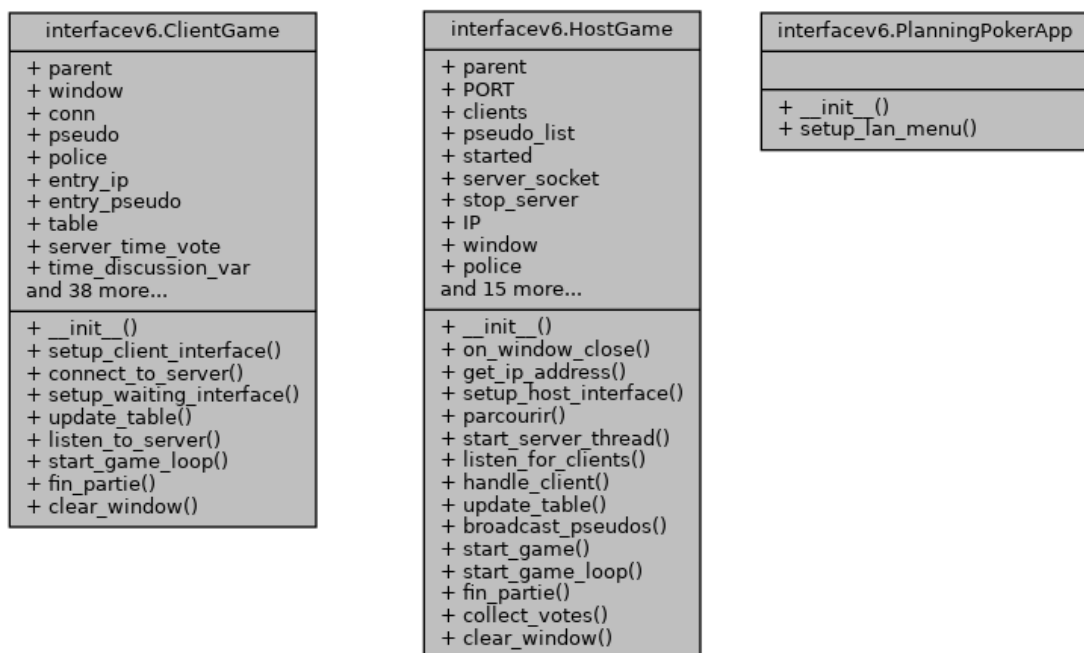 interfacev6.ClientGame
+ parent
+ window
+ conn
+ pseudo
+ police
+ entry_ip
+ entry_pseudo
+ table
+ server_time_vote
+ time_discussion_var
and 38 more...
+ __init__()
+ setup_client_interface()
+ connect_to_server()
+ setup_waiting_interface()
+ update_table()
+ listen_to_server()
+ start_game_loop()
+ fin_partie()
+ clear_window()
interfacev6.HostGame
+ parent
+ PORT
+ clients
+ pseudo_list
+ started
+ server_socket
+ stop_server
+ IP
+ window
+ police
and 15 more...
+ __init__()
+ on_window_close()
+ get_ip_address()
+ setup_host_interface()
+ parcourir()
+ start_server_thread()
+ listen_for_clients()
+ handle_client()
+ update_table()
+ broadcast_pseudos()
+ start_game()
+ start_game_loop()
+ fin_partie()
+ collect_votes()
+ clear_window()
interfacev6.PlanningPokerApp
+ __init__()
+ setup_lan_menu()